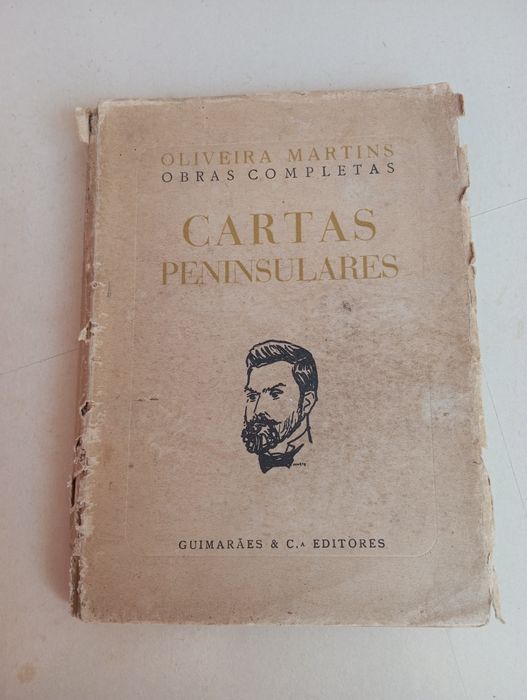 OLIVEIRA MARTINS
OBRAS COMPLETAS
CARTAS
PENINSULARES
GUIMARÃES & C.ᴬ EDITORES